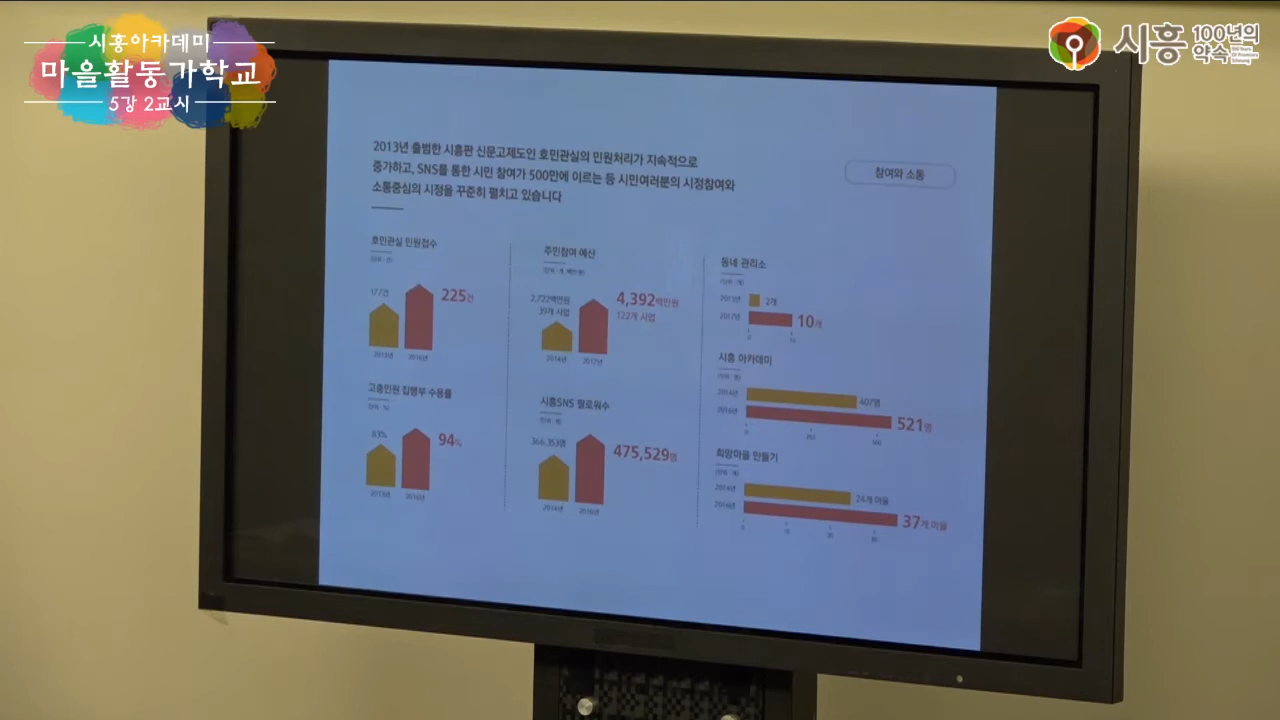 시흥아카데미
마을활동가학교
5강 2교시
시흥 100년의 약속
2013년 출범한 시흥판 신문고제도인 호민관실의 민원처리가 지속적으로
증가하고, SNS를 통한 시민 참여가 500만에 이르는 등 시민여러분의 시정참여와
소통중심의 시정을 꾸준히 펼치고 있습니다
참여와 소통
호민관실 민원접수
177건
225건
2013년 2016년
고충민원 집행부 수용률
83%
94%
2013년 2016년
주민참여 예산
2,722백만원
39개 사업
4,392백만원
122개 사업
2014년 2017년
시흥SNS 팔로워수
366,353명
475,529명
2014년 2016년
동네 관리소
2개
2017년
10개
0 10
시흥 아카데미
2014년 407명
2016년 521명
0
희망마을 만들기
2014년 24개 마을
2016년 37개 마을
0 10